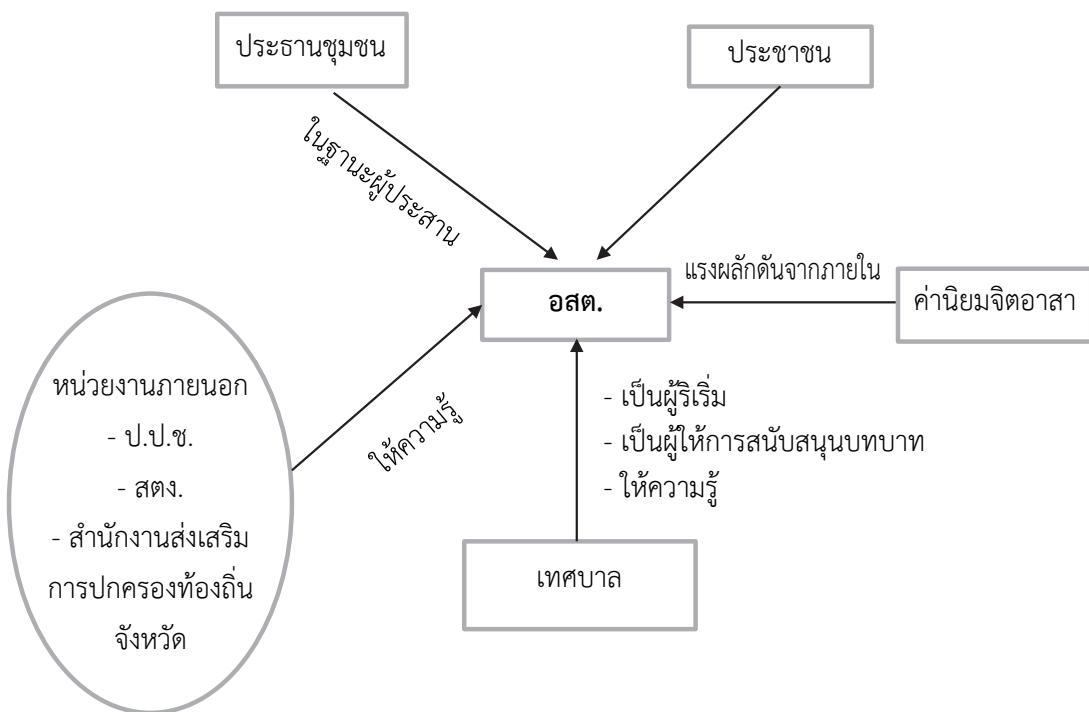 ประธานชุมชน
ประชาชน
ในฐานะผู้ประสาน
แรงผลักดันจากภายใน
อสต.
ค่านิยมจิตอาสา
หน่วยงานภายนอก
- ป.ป.ช.
- สตง.
- สำนักงานส่งเสริม
การปกครองท้องถิ่น
จังหวัด
ให้ความรู้
- เป็นผู้ริเริ่ม
- เป็นผู้ให้การสนับสนุนบทบาท
- ให้ความรู้
เทศบาล